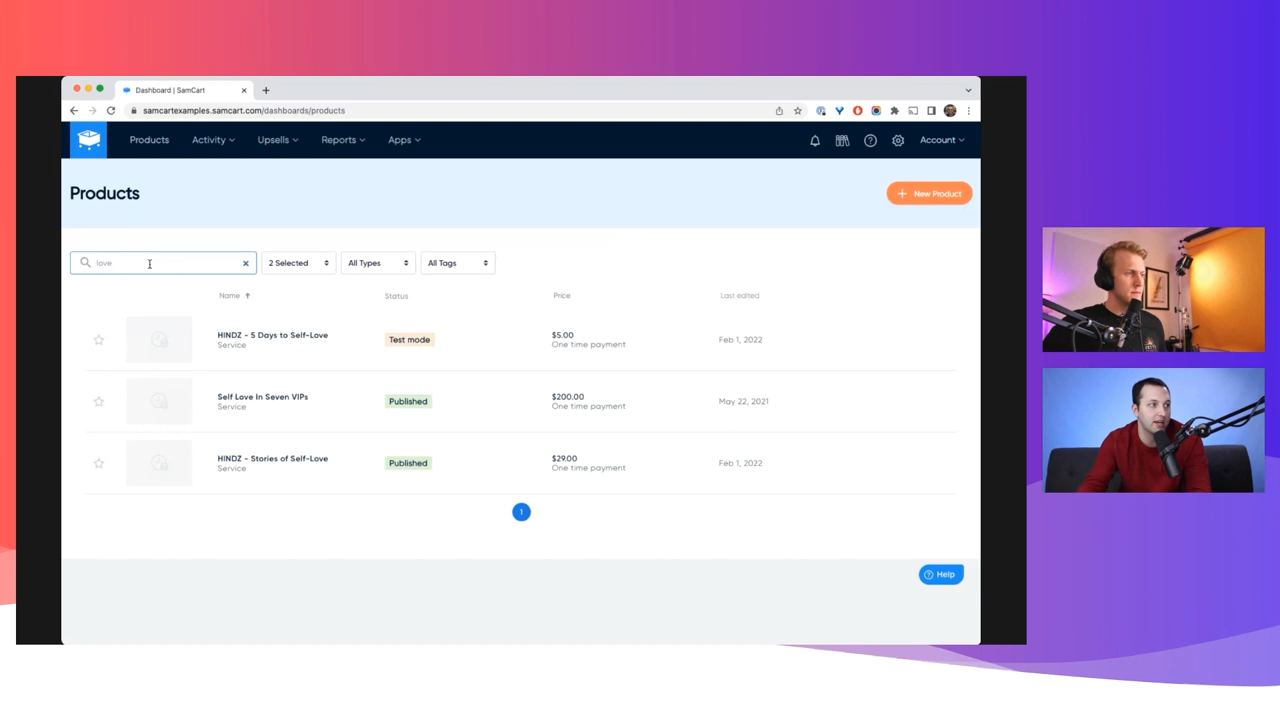 Dashboard | SamCart
samcartexamples.samcart.com/dashboards/products
Products Activity Upsells Reports Apps Account
Products
+ New Product
love
2 Selected All Types All Tags
Name Status Price Last edited
HINDZ - 5 Days to Self-Love
Service
Test mode
$5.00
One time payment
Feb 1, 2022
Self Love In Seven VIPs
Service
Published
$200.00
One time payment
May 22, 2021
HINDZ - Stories of Self-Love
Service
Published
$29.00
One time payment
Feb 1, 2022
1
Help